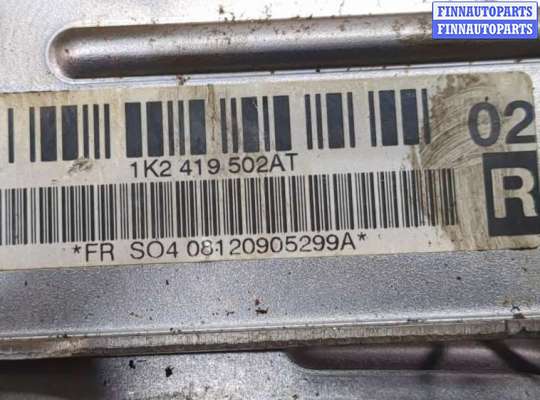 FINNAUTOPARTS
FINNAUTOPARTS
02
1K2 419 502AT
R
*FR SO4 08120905299A*